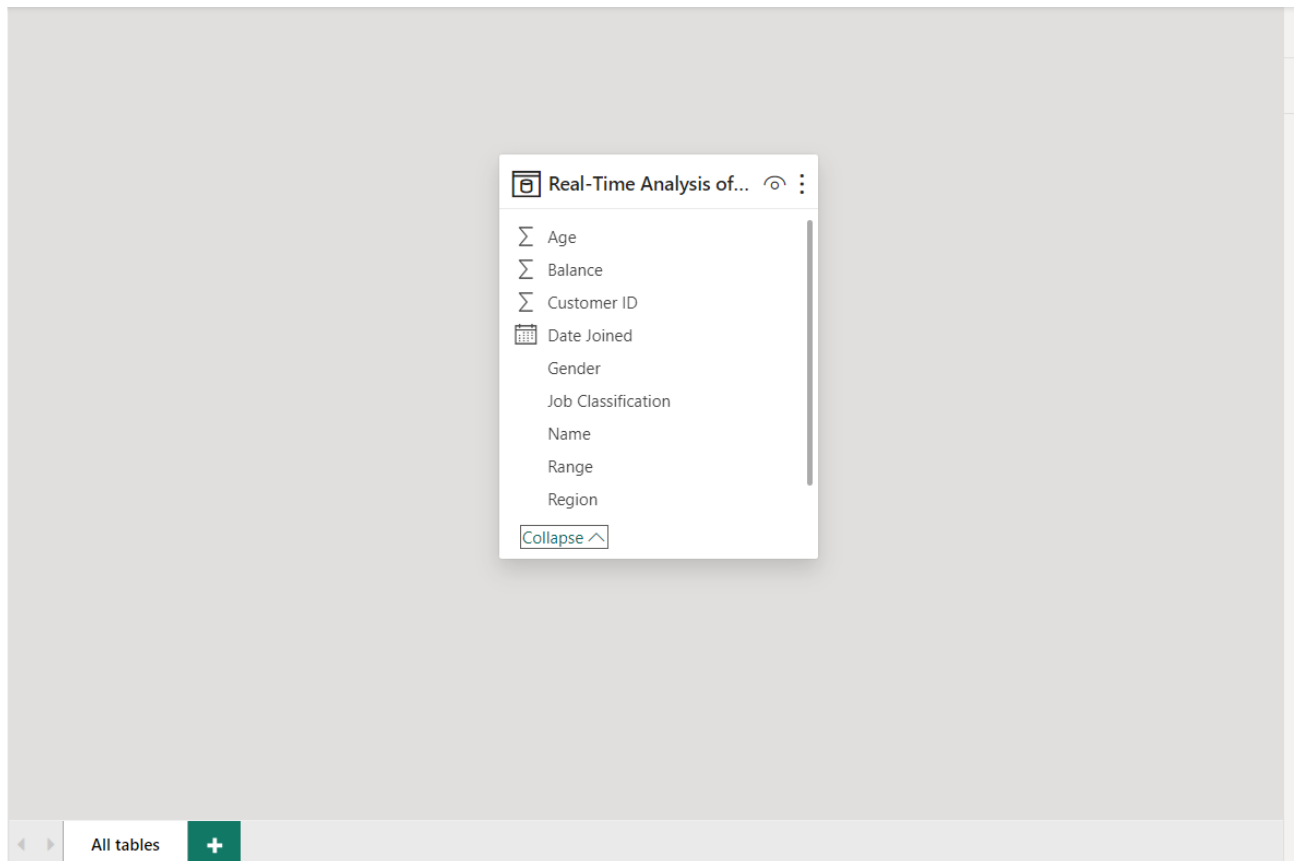 Real-Time Analysis of...
Age
Balance
Customer ID
Date Joined
Gender
Job Classification
Name
Range
Region
Collapse
All tables